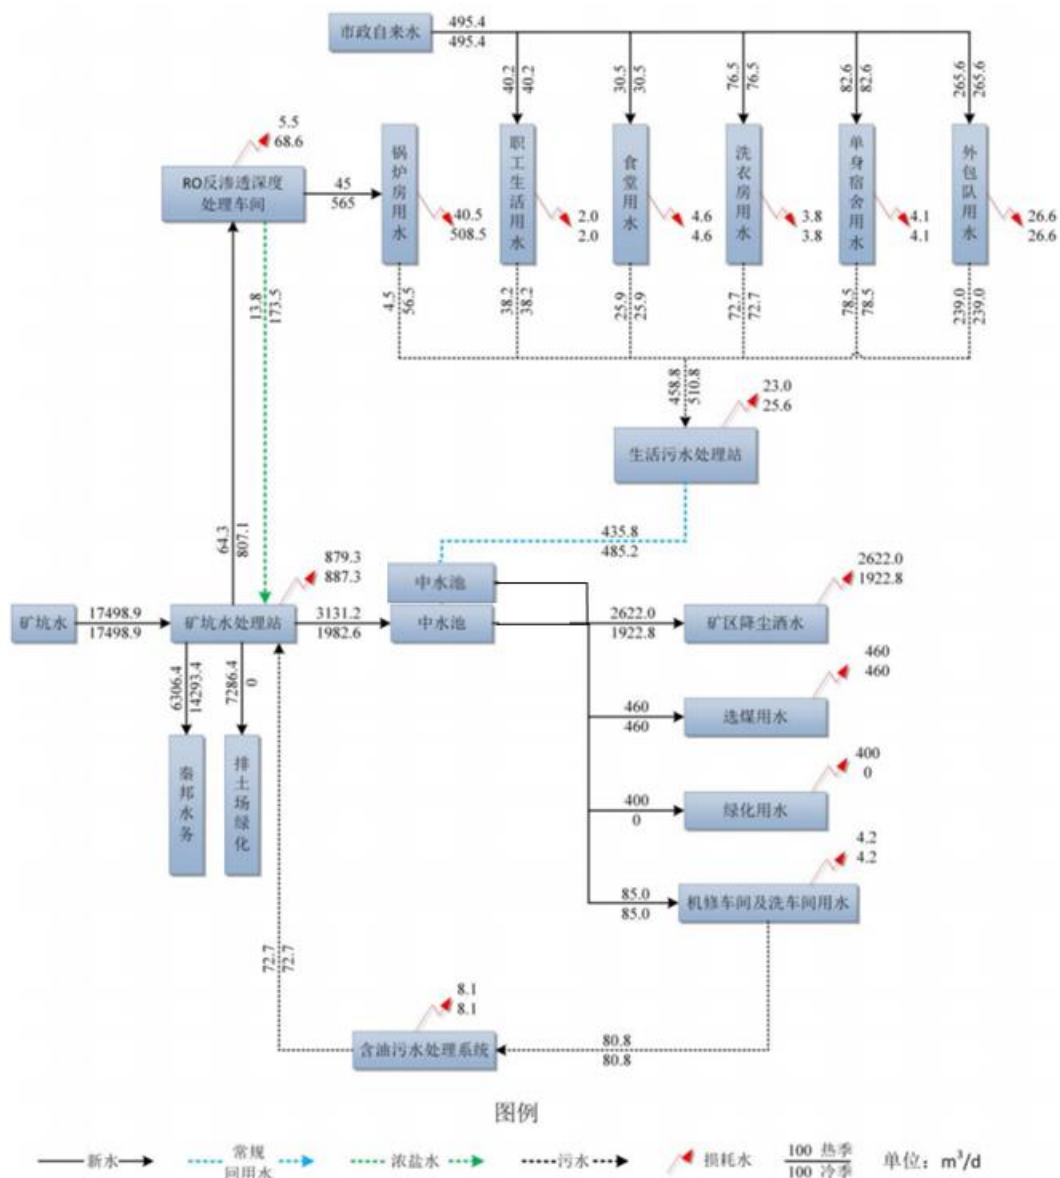 市政自来水
495.4
495.4
40.2
40.2
30.5
30.5
76.5
76.5
82.6
82.6
265.6
265.6
5.5
68.6
RO反渗透深度
处理车间
45
565
锅炉房用水
40.5
508.5
职工生活用水
2.0
2.0
食堂用水
4.6
4.6
洗衣房用水
3.8
3.8
单身宿舍用水
4.1
4.1
外包队用水
26.6
26.6
13.8
173.5
4.5
56.5
38.2
38.2
25.9
25.9
72.7
72.7
78.5
78.5
239.0
239.0
458.8
510.8
23.0
25.6
生活污水处理站
435.8
485.2
64.3
807.1
879.3
887.3
中水池
2622.0
1922.8
矿坑水
17498.9
17498.9
矿坑水处理站
3131.2
1982.6
中水池
2622.0
1922.8
矿区降尘洒水
6306.4
14293.4
7286.4
0
460
460
460
460
选煤用水
秦邦水务
排土场绿化
400
0
400
0
绿化用水
4.2
4.2
85.0
85.0
机修车间及洗车间用水
72.7
72.7
8.1
8.1
含油污水处理系统
80.8
80.8
图例
新水
常规
回用水
浓盐水
污水
损耗水
100 热季
100 冷季
单位：m³/d